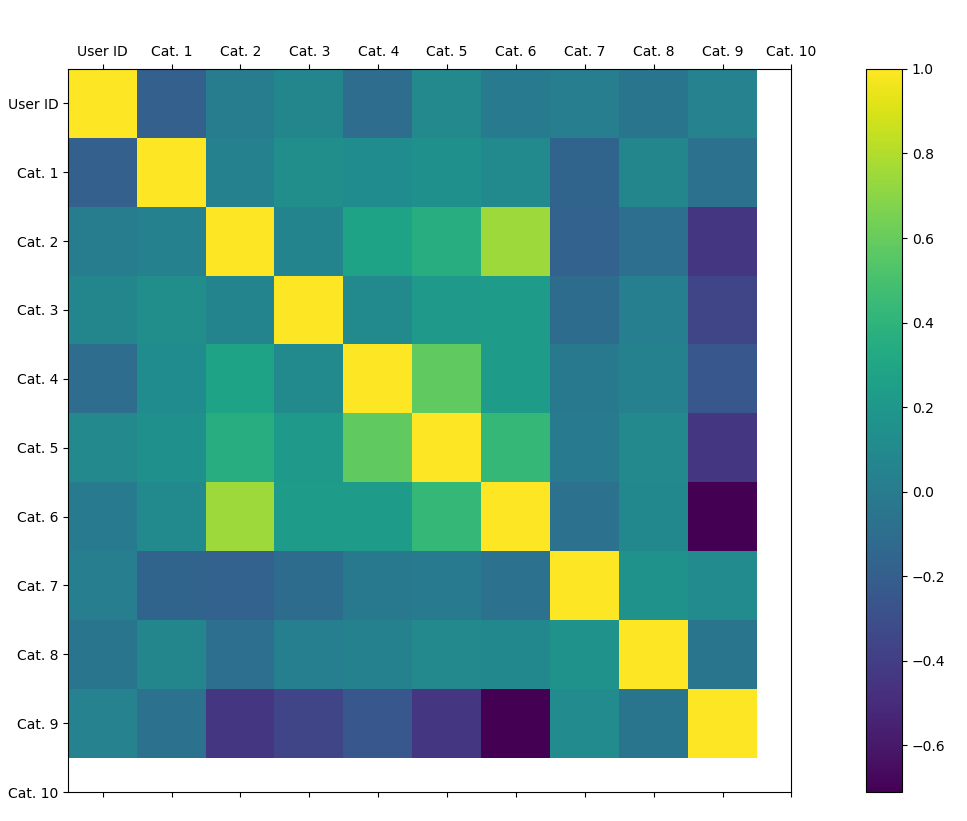 User ID Cat. 1 Cat. 2 Cat. 3 Cat. 4 Cat. 5 Cat. 6 Cat. 7 Cat. 8 Cat. 9 Cat. 10
User ID
Cat. 1
Cat. 2
Cat. 3
Cat. 4
Cat. 5
Cat. 6
Cat. 7
Cat. 8
Cat. 9
Cat. 10
1.0
0.8
0.6
0.4
0.2
0.0
−0.2
−0.4
−0.6